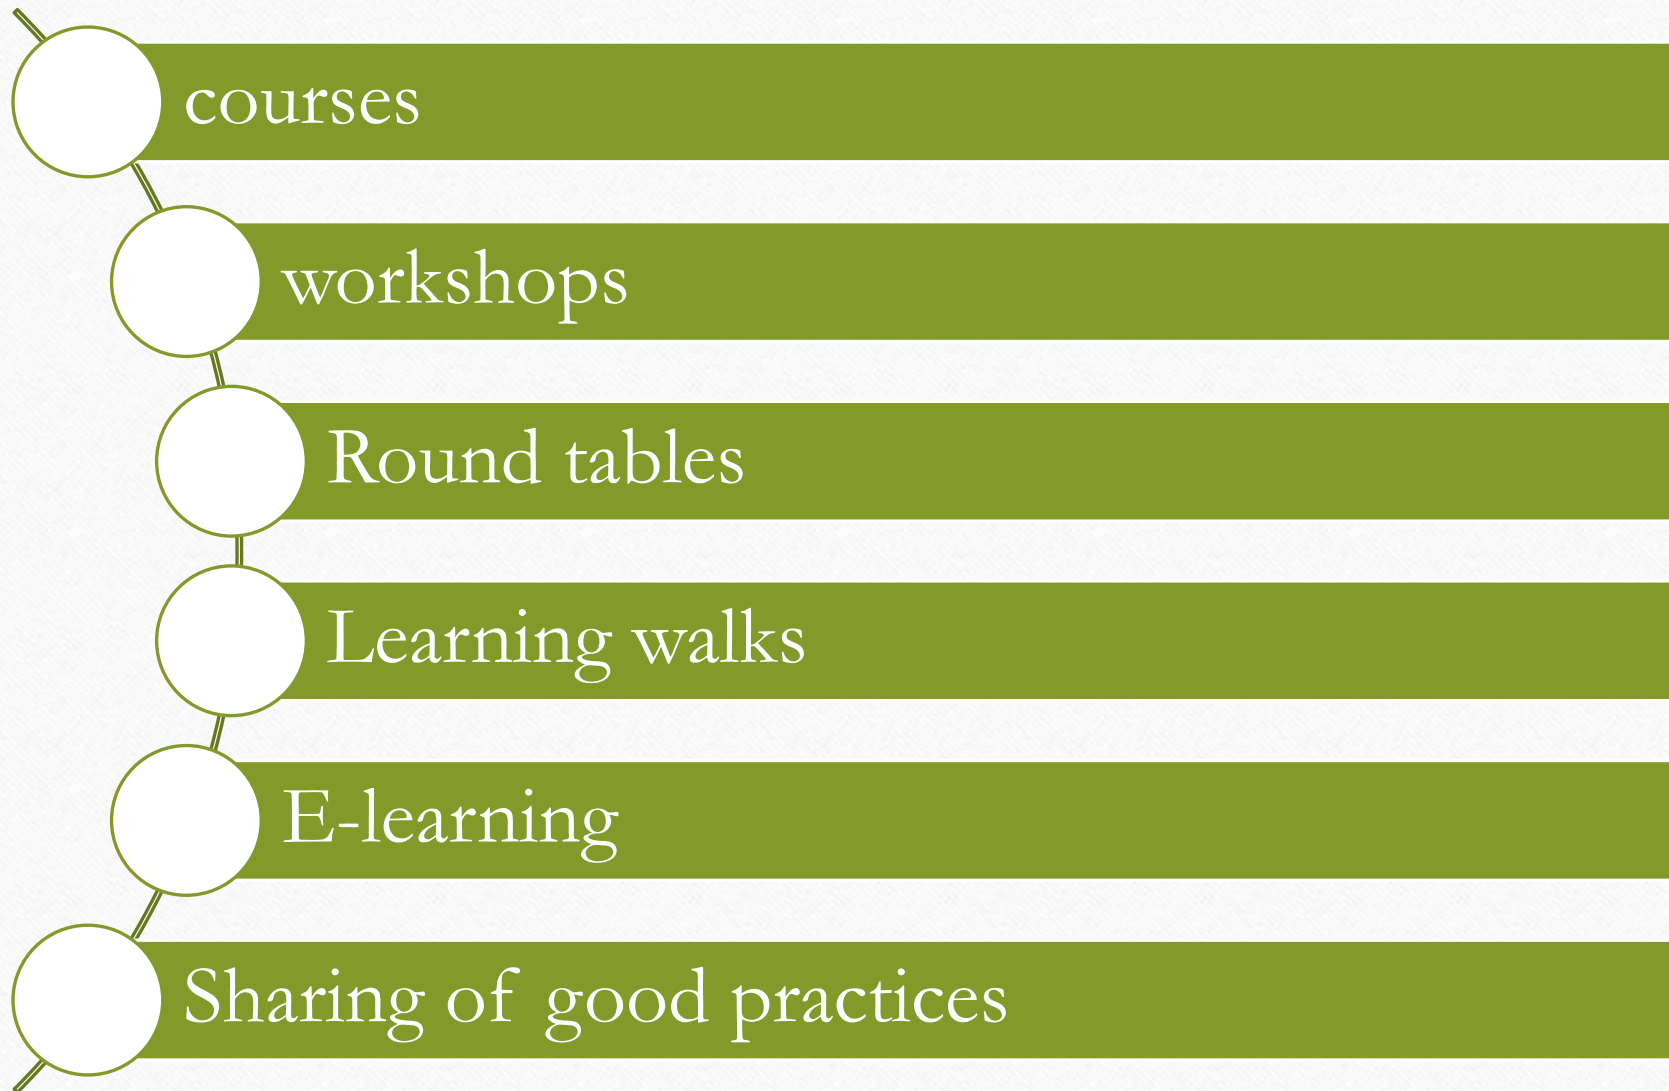 courses
workshops
Round tables
Learning walks
E-learning
Sharing of good practices